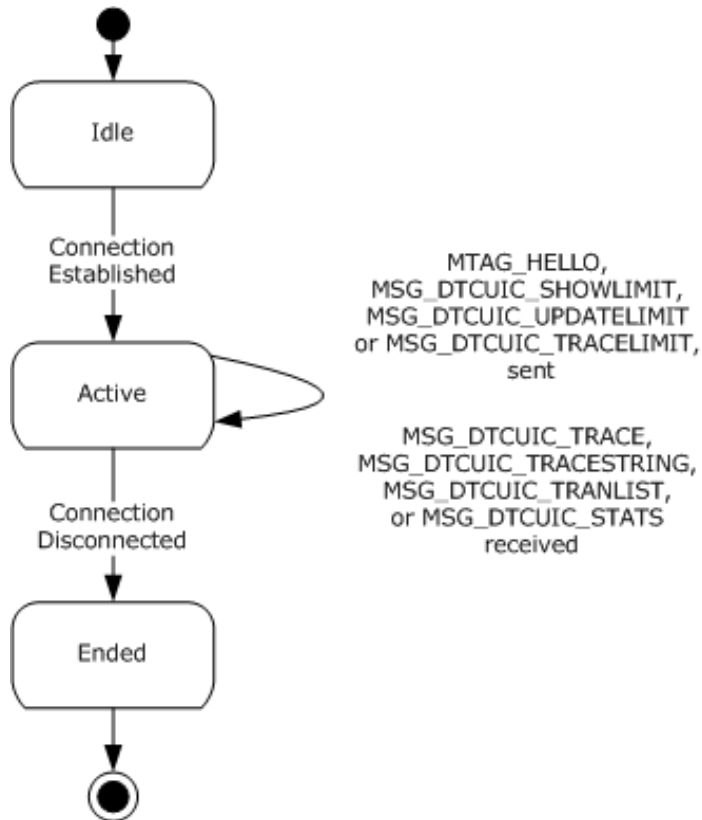 Idle
Connection
Established
MTAG_HELLO,
MSG_DTCUIC_SHOWLIMIT,
MSG_DTCUIC_UPDATELIMIT
or MSG_DTCUIC_TRACELIMIT,
sent
Active
MSG_DTCUIC_TRACE,
MSG_DTCUIC_TRACESTRING,
MSG_DTCUIC_TRANLIST,
or MSG_DTCUIC_STATS
received
Connection
Disconnected
Ended